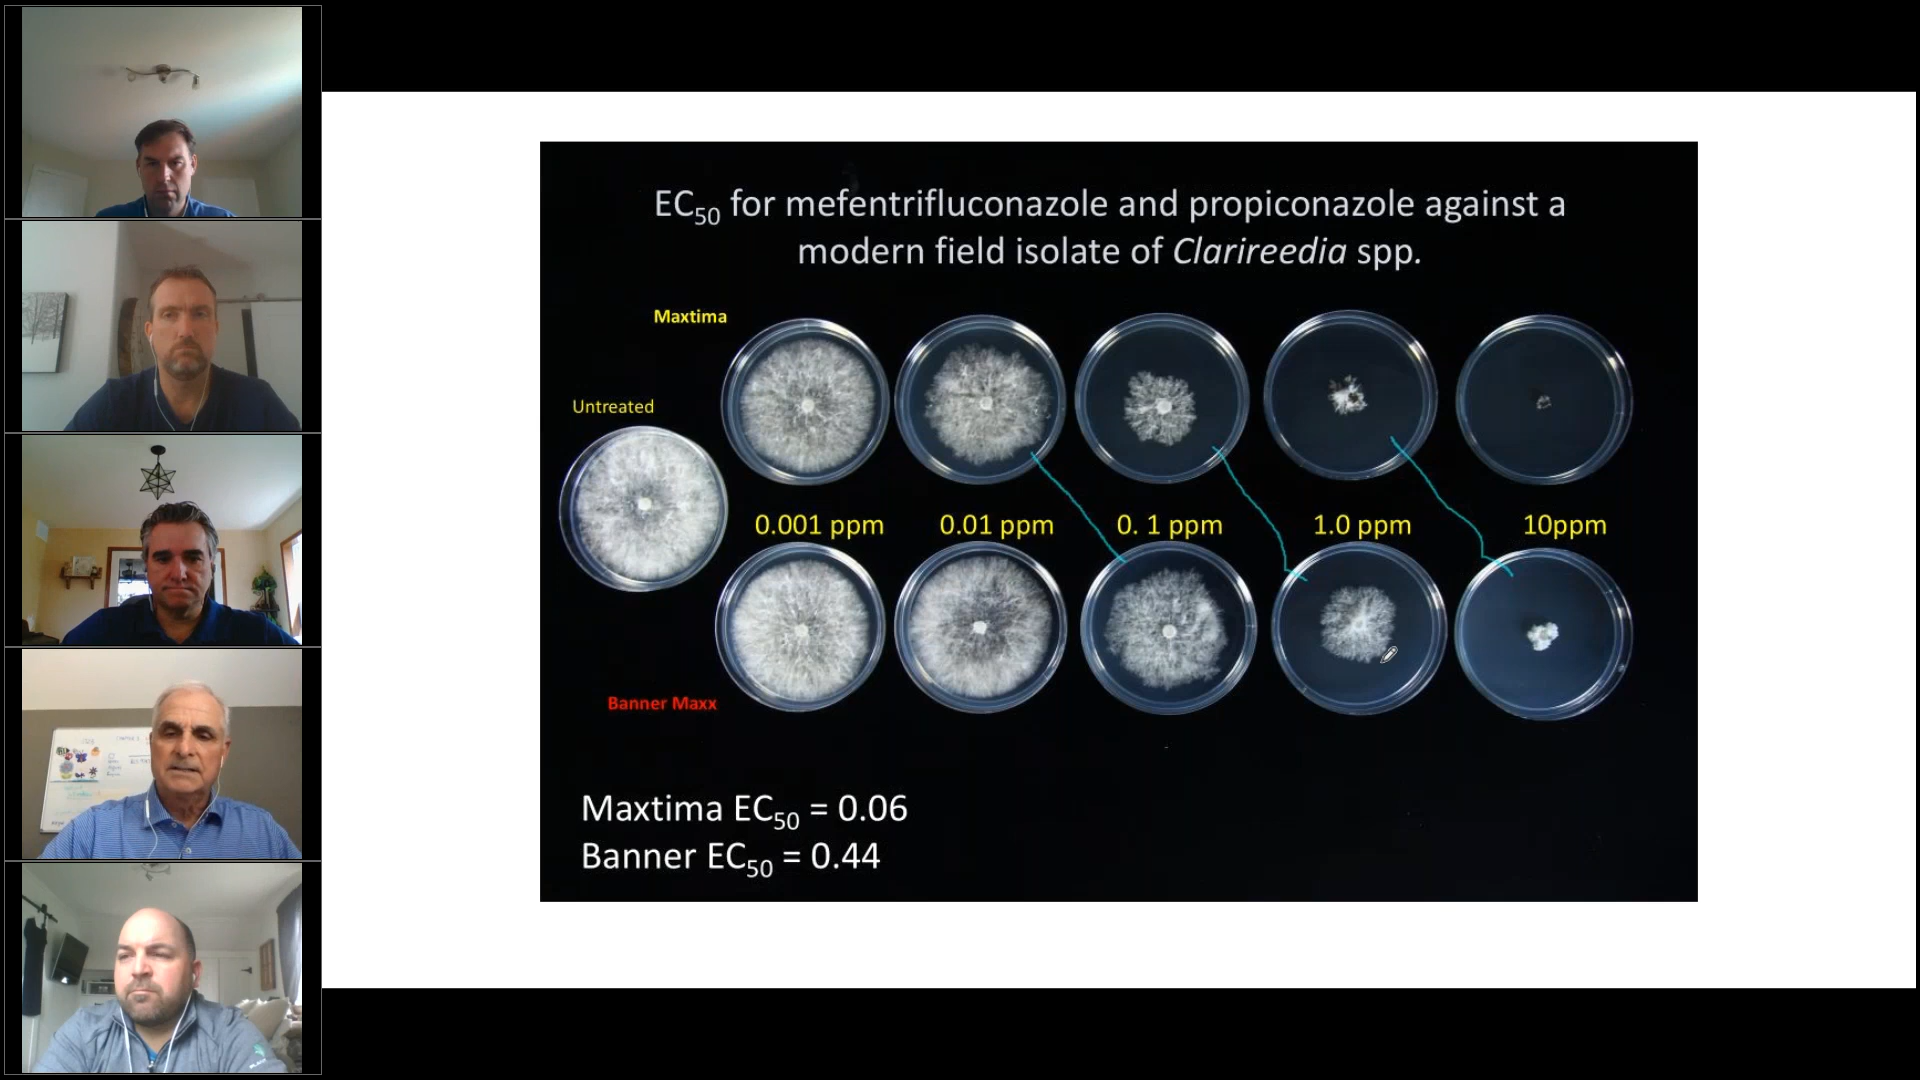 EC50 for mefentrifluconazole and propiconazole against a
modern field isolate of Clarireedia spp.
Maxtima
Untreated
0.001 ppm 0.01 ppm 0. 1 ppm 1.0 ppm 10ppm
Banner Maxx
Maxtima EC50 = 0.06
Banner EC50 = 0.44